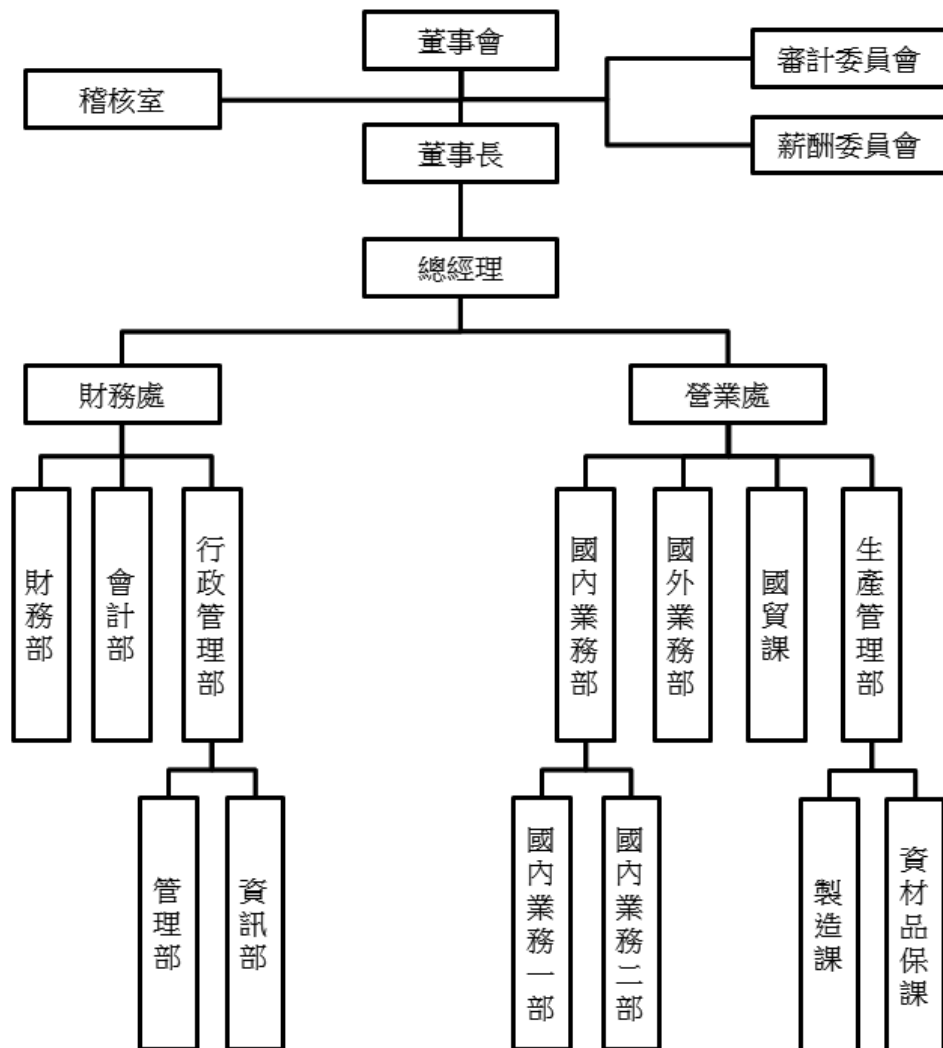 董事會
審計委員會
稽核室
董事長
薪酬委員會
總經理
財務處
營業處
財務部
會計部
行政管理部
國內業務部
國外業務部
國貿課
生產管理部
管理部
資訊部
國內業務一部
國內業務二部
製造課
資材品保課